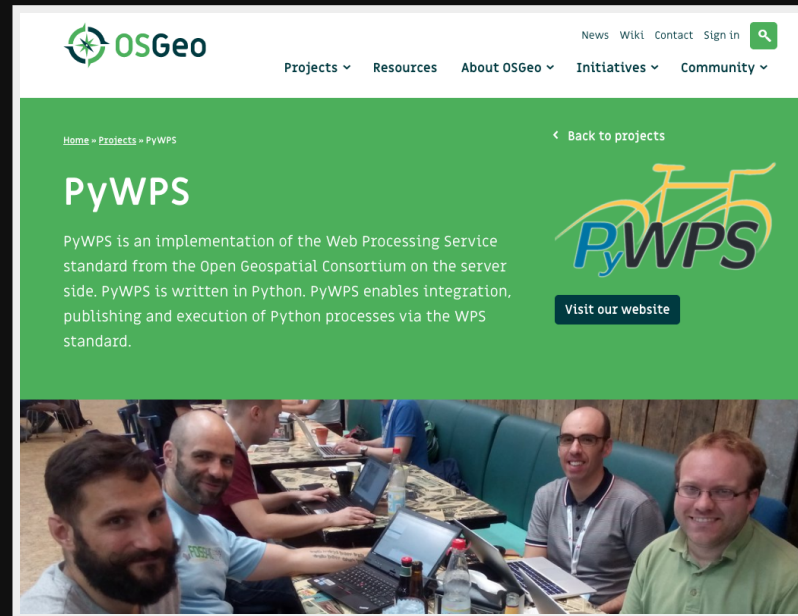 OSGeo
News Wiki Contact Sign in
Projects Resources About OSGeo Initiatives Community
Home » Projects » PyWPS
Back to projects
PyWPS
PyWPS is an implementation of the Web Processing Service
standard from the Open Geospatial Consortium on the server
side. PyWPS is written in Python. PyWPS enables integration,
publishing and execution of Python processes via the WPS
standard.
PyWPS
Visit our website